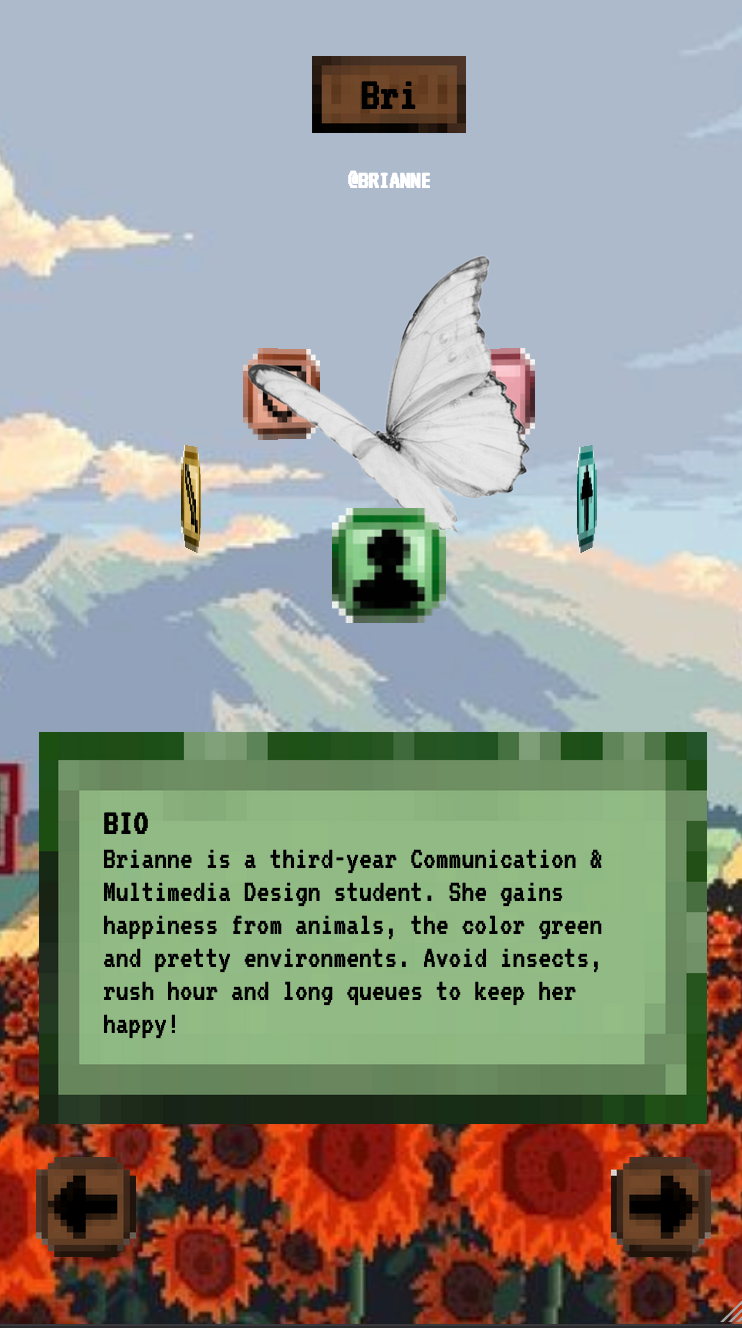 Bri
@BRIANNE
BIO
Brianne is a third-year Communication &
Multimedia Design student. She gains
happiness from animals, the color green
and pretty environments. Avoid insects,
rush hour and long queues to keep her
happy!